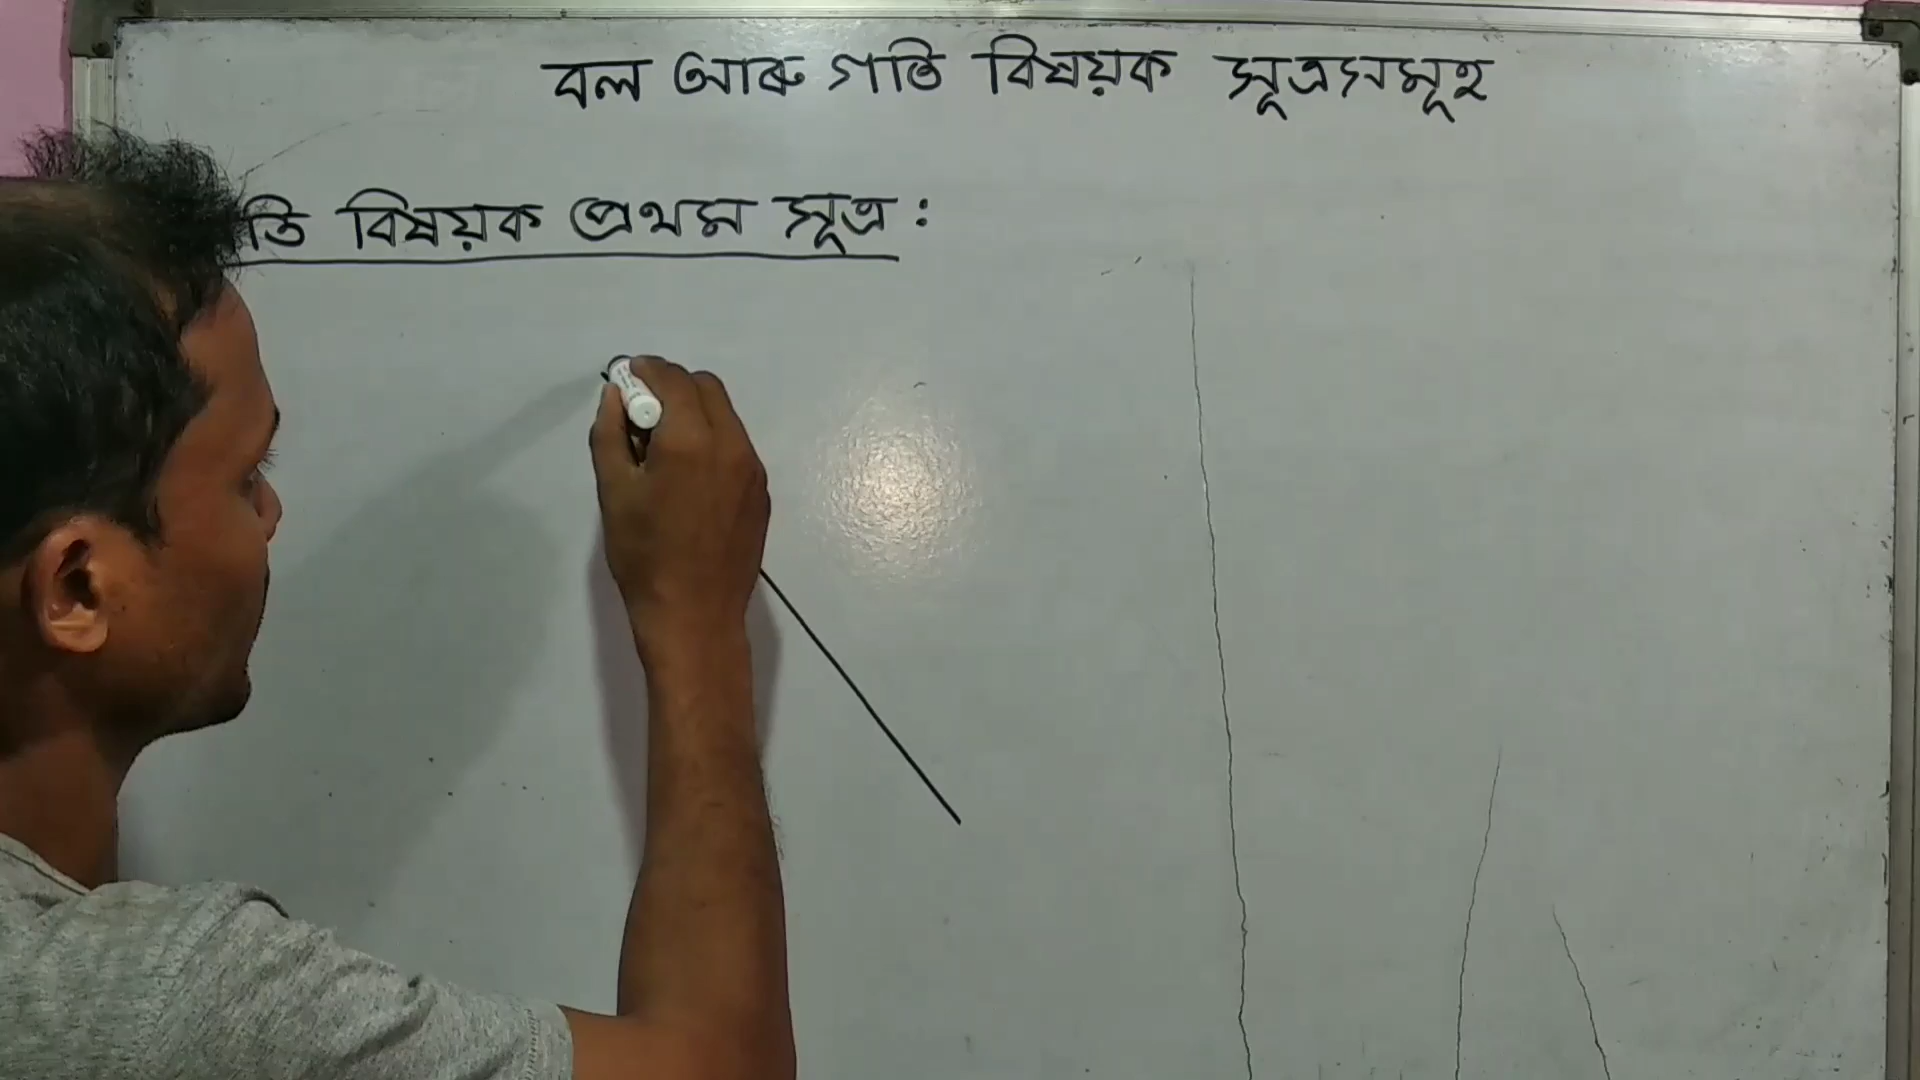 বল আৰু গতি বিষয়ক সূত্ৰসমূহ
বিষয়ক প্ৰথম সূত্ৰ :